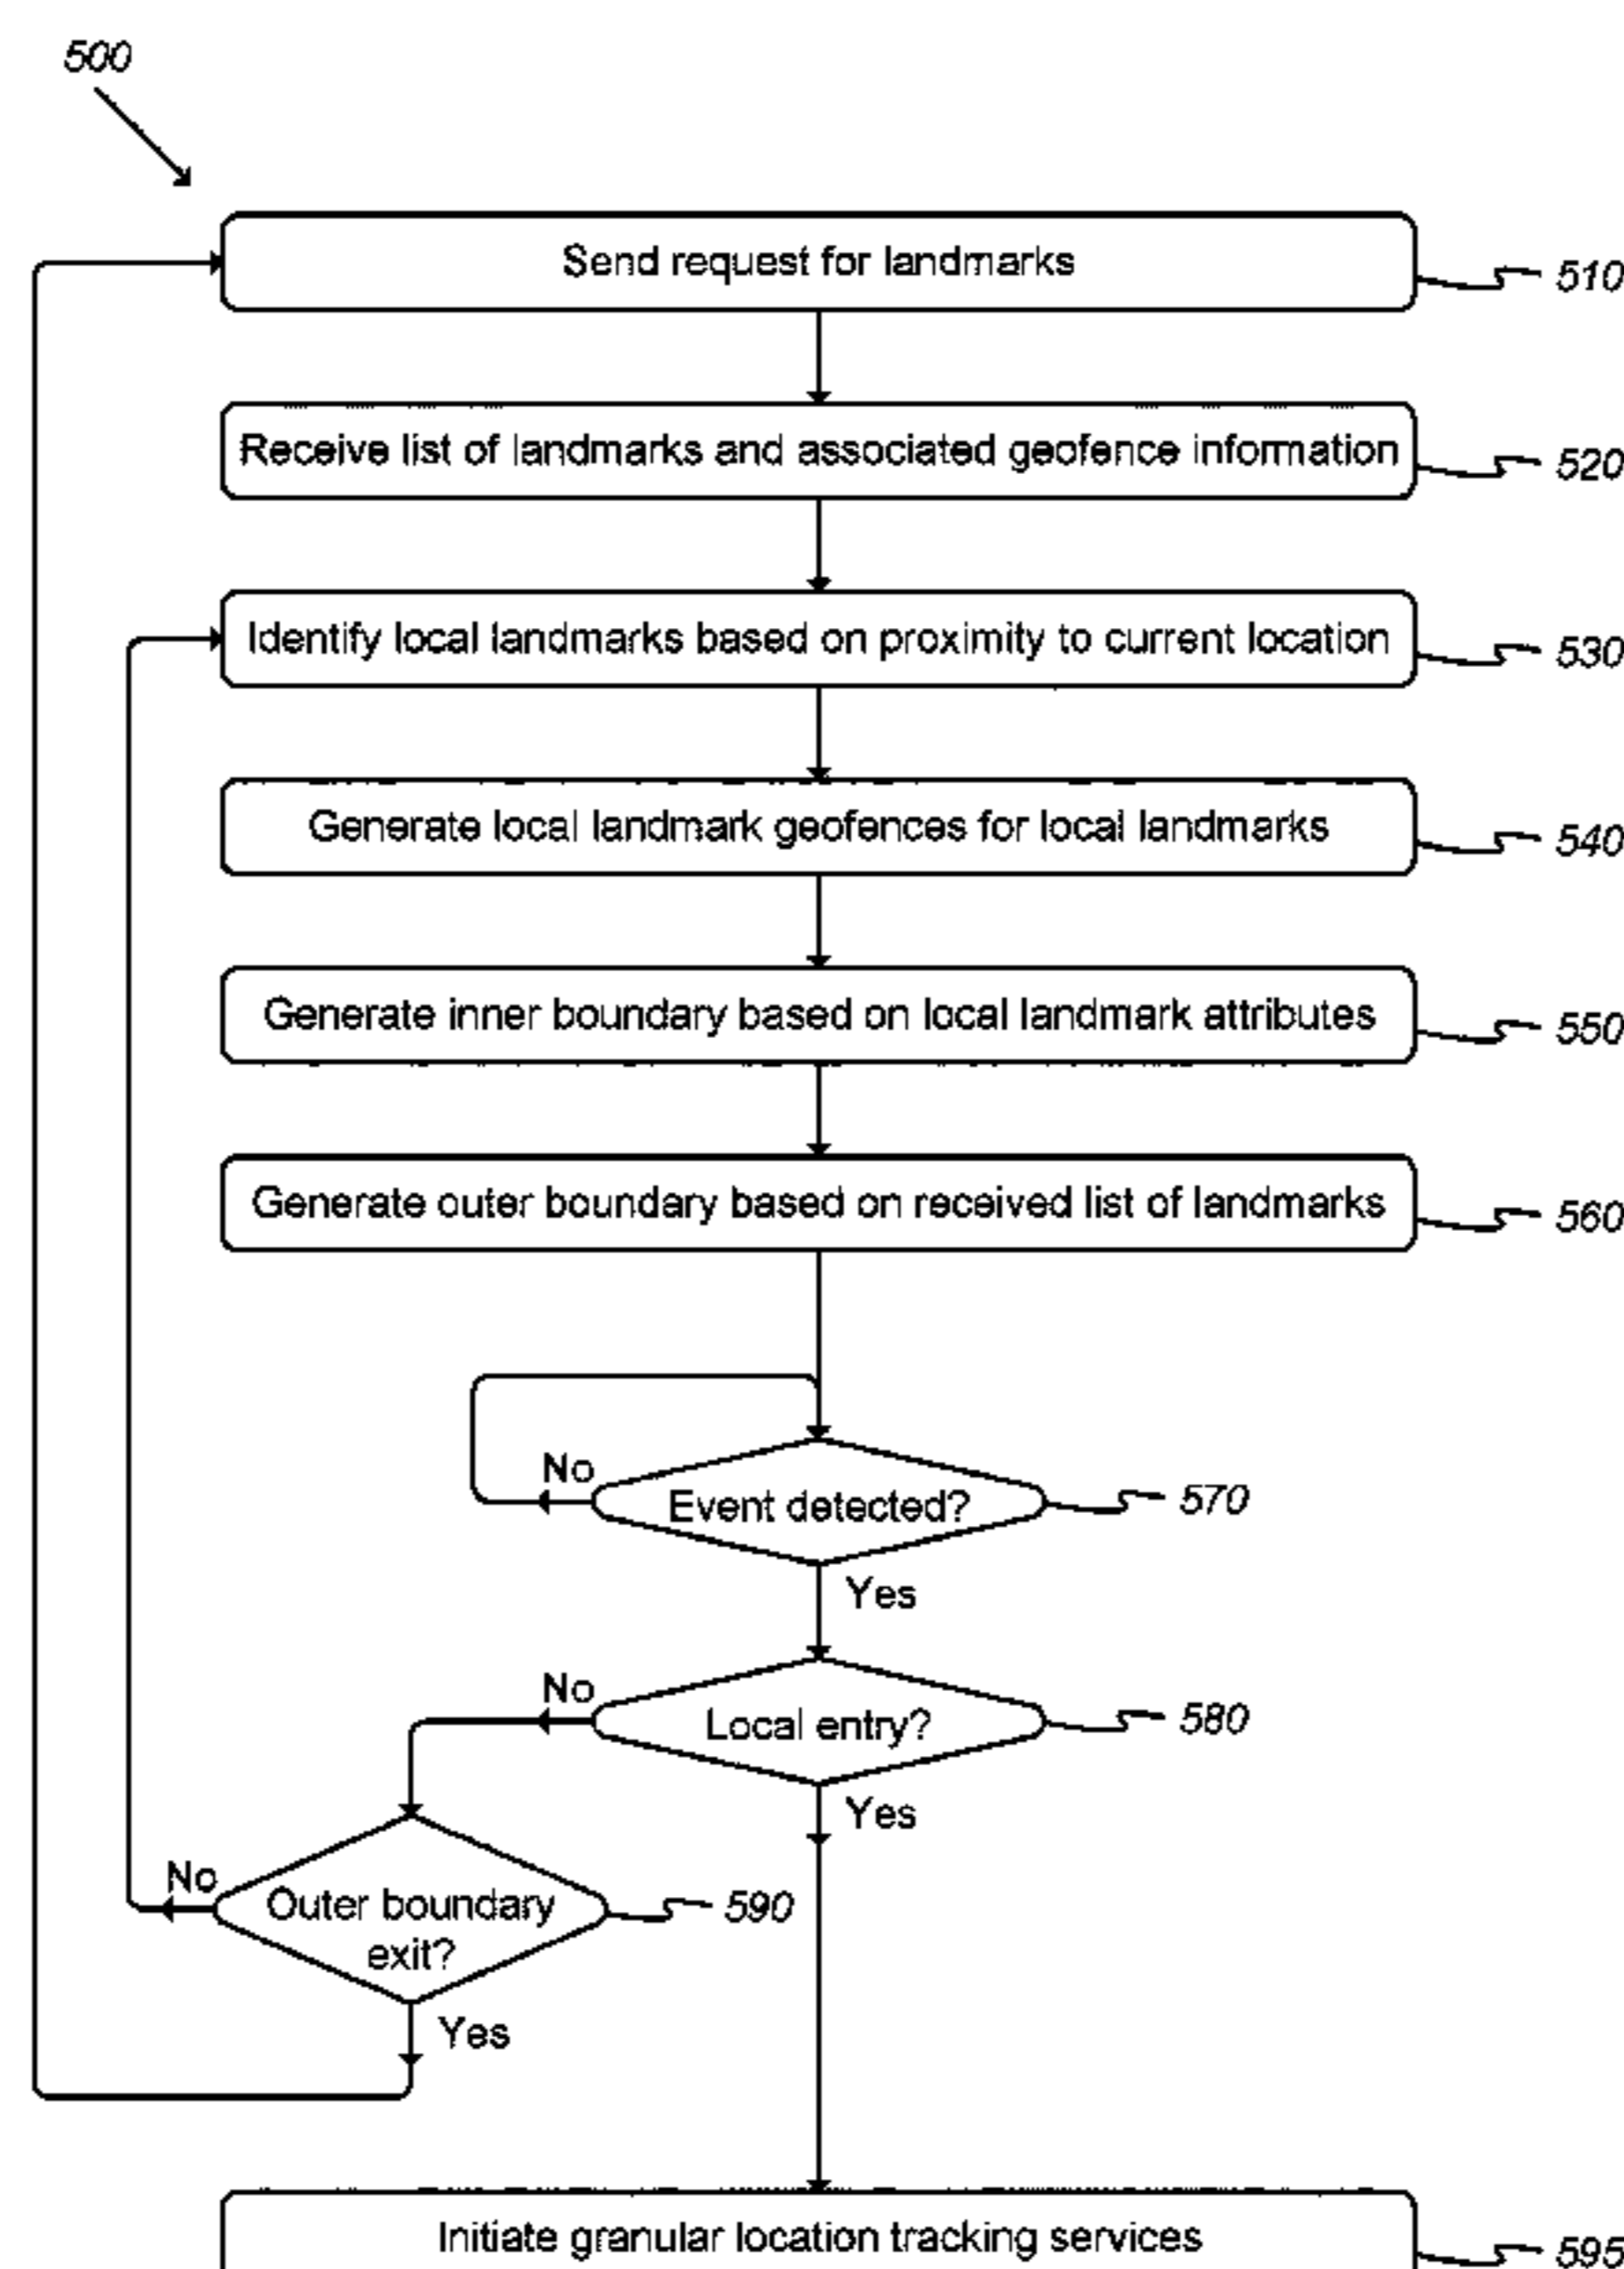 500
Send request for landmarks
510
Receive list of landmarks and associated geofence information
520
Identify local landmarks based on proximity to current location
530
Generate local landmark geofences for local landmarks
540
Generate inner boundary based on local landmark attributes
550
Generate outer boundary based on received list of landmarks
560
No
Event detected?
570
Yes
No
Local entry?
580
Yes
No
Outer boundary
exit?
590
Yes
Initiate granular location tracking services
595